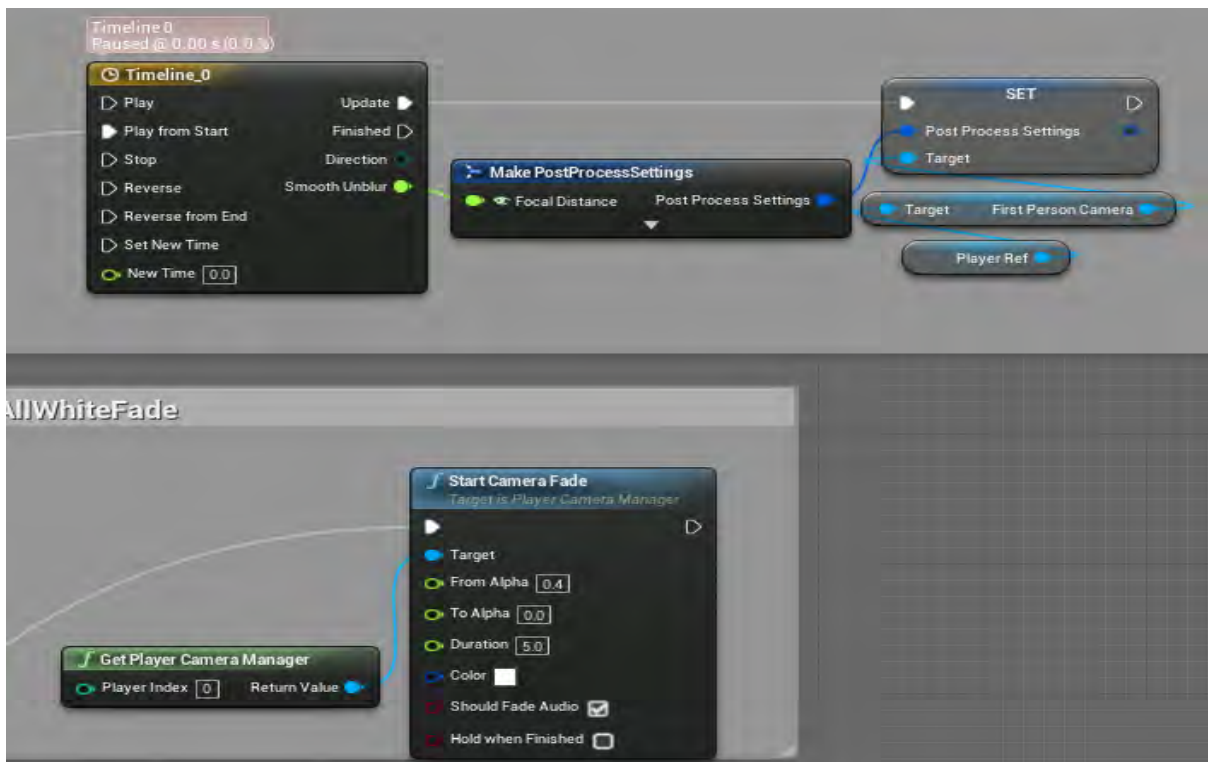 Timeline 0
Paused @ 0.00 s (0.0 %)
Timeline_0
Play
Update
Play from Start
Finished
Stop
Direction
Reverse
Smooth Unblur
Reverse from End
Set New Time
New Time 0.0
Make PostProcessSettings
Focal Distance
Post Process Settings
SET
Post Process Settings
Target
Target
First Person Camera
Player Ref
AllWhiteFade
Start Camera Fade
Target is Player Camera Manager
Target
From Alpha 0.4
To Alpha 0.0
Duration 5.0
Color
Should Fade Audio
Hold when Finished
Get Player Camera Manager
Player Index 0
Return Value